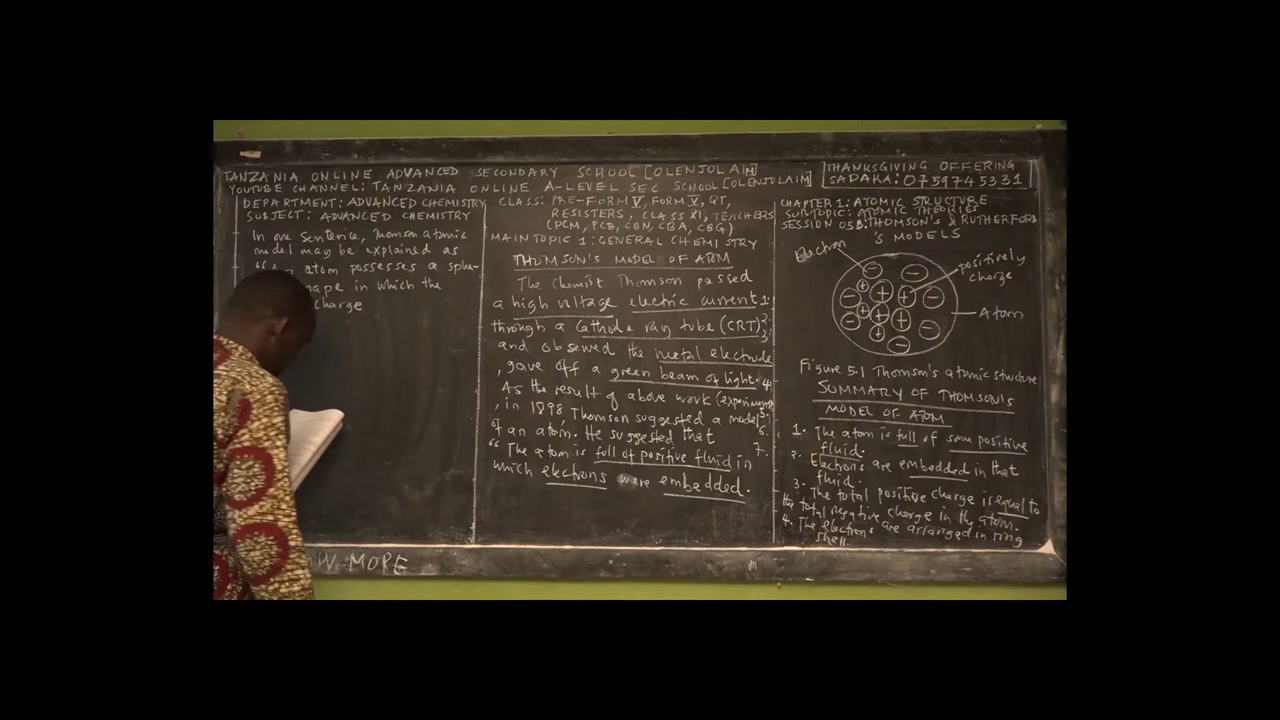 TANZANIA ONLINE ADVANCED SECONDARY SCHOOL [OLENJOLAIM]
YOUTUBE CHANNEL: TANZANIA ONLINE A-LEVEL SEC SCHOOL [OLENJOLAIM]
THANKSGIVING OFFERING
SADAKA: 0759745331
DEPARTMENT: ADVANCED CHEMISTRY
SUBJECT: ADVANCED CHEMISTRY
In one sentence, Thomson atomic
model may be explained as
atom possesses a sphe-
in which the
charge
CLASS: PRE-FORM V, FORM V, QT,
RESISTERS, CLASS XI, TEACHERS
(PCM, PCB, CBN, CBA, CBG)
MAIN TOPIC 1: GENERAL CHEMISTRY
THOMSON'S MODEL OF ATOM
The Chemist Thomson passed
a high voltage electric current
through a Cathode ray tube (CRT)
and observed the metal electrode
, gave off a green beam of light.
As the result of above work (experiment)
, in 1898, Thomson suggested a model
of an atom. He suggested that
“ The atom is full of positive fluid in
which electrons were embedded.
1.
2.
3.
4.
5.
6.
7.
CHAPTER 1: ATOMIC STRUCTURE
SUBTOPIC: ATOMIC THEORIES
SESSION 05B: THOMSON'S & RUTHERFORD
'S MODELS
Electron
positively
charge
Atom
Figure 5.1 Thomson's atomic structure
SUMMARY OF THOMSON'S
MODEL OF ATOM
1. The atom is full of some positive
fluid.
2. Electrons are embedded in that
fluid.
3. The total positive charge is equal to
the total negative charge in the atom.
4. The electrons are arranged in ring
shell.
W MORE